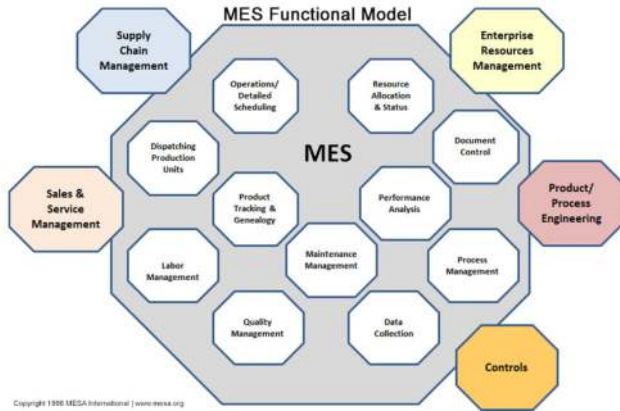 MES Functional Model
Supply
Chain
Management
Enterprise
Resources
Management
Operations/
Detailed
Scheduling
Resource
Allocation
& Status
MES
Dispatching
Production
Units
Document
Control
Sales &
Service
Management
Product
Tracking &
Genealogy
Performance
Analysis
Product/
Process
Engineering
Labor
Management
Maintenance
Management
Process
Management
Quality
Management
Data
Collection
Controls
Copyright 1996 MESA International | www.mesa.org